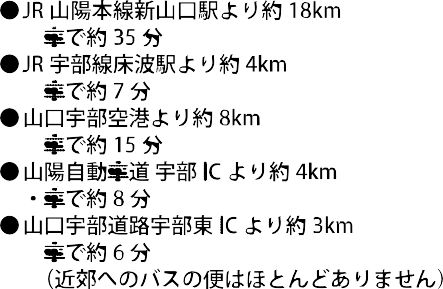 ●JR 山陽本線新山口駅より約 18km
車で約 35 分
●JR 宇部線床波駅より約 4km
車で約 7 分
●山口宇部空港より約 8km
車で約 15 分
●山陽自動車道 宇部 IC より約 4km
・車で約 8 分
●山口宇部道路宇部東 IC より約 3km
車で約 6 分
（近郊へのバスの便はほとんどありません）